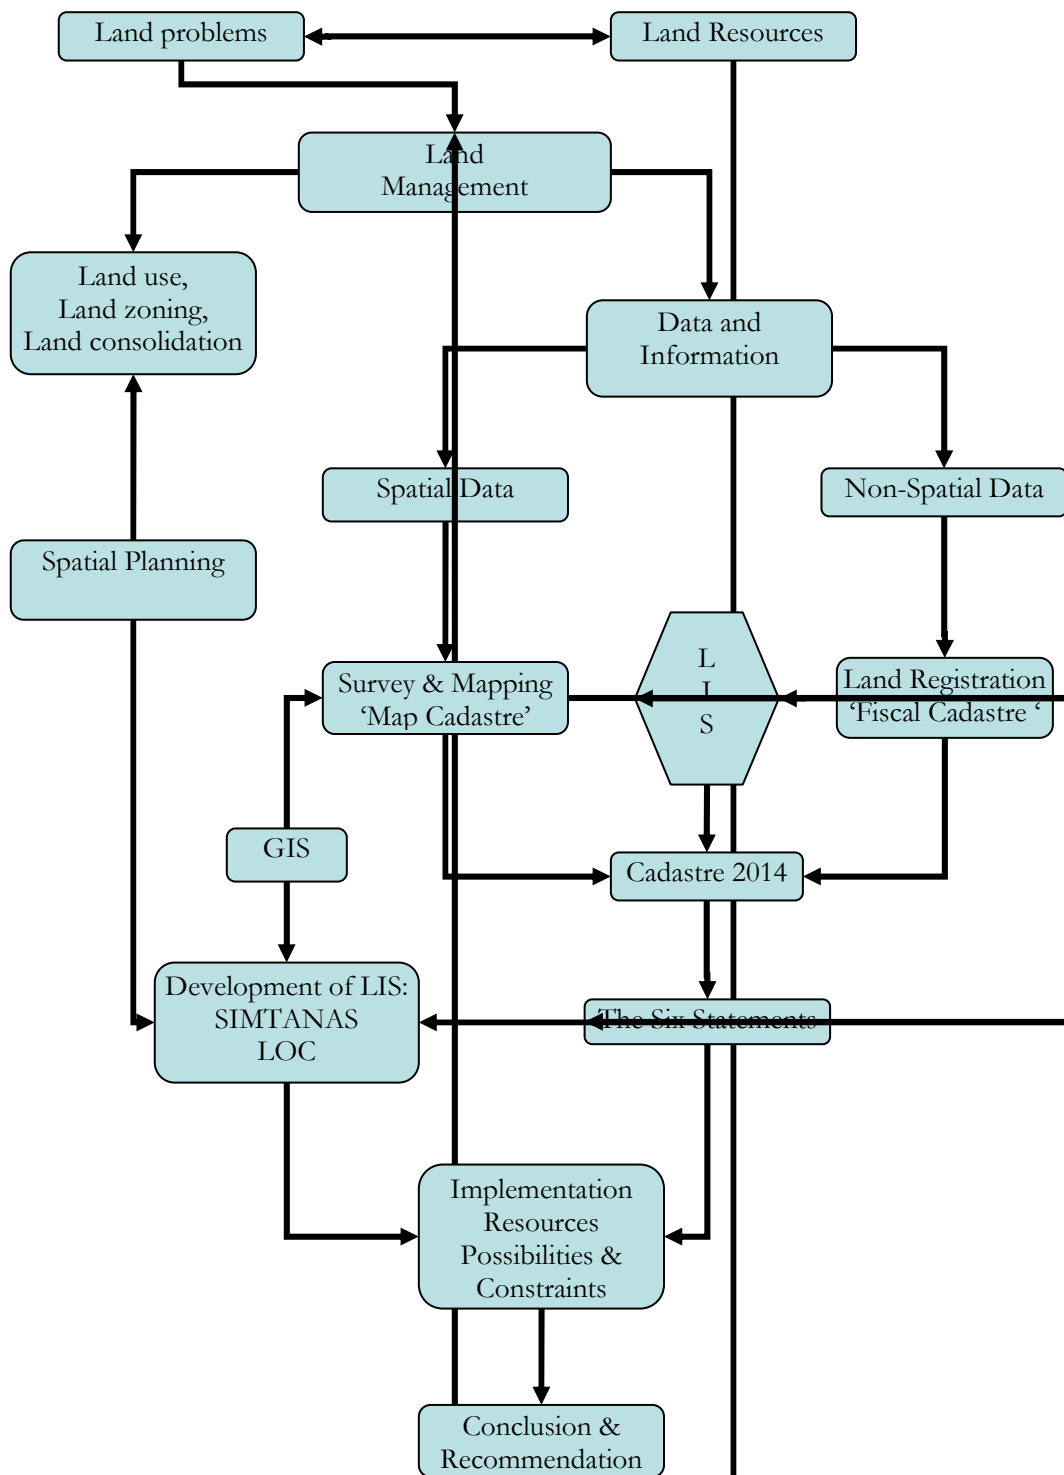 Land problems
Land Resources
Land
Management
Land use,
Land zoning,
Land consolidation
Data and
Information
Spatial Data
Non-Spatial Data
Spatial Planning
Survey & Mapping
‘Map Cadastre’
L
I
S
Land Registration
‘Fiscal Cadastre ‘
GIS
Cadastre 2014
Development of LIS:
SIMTANAS
LOC
The Six Statements
Implementation
Resources
Possibilities &
Constraints
Conclusion &
Recommendation